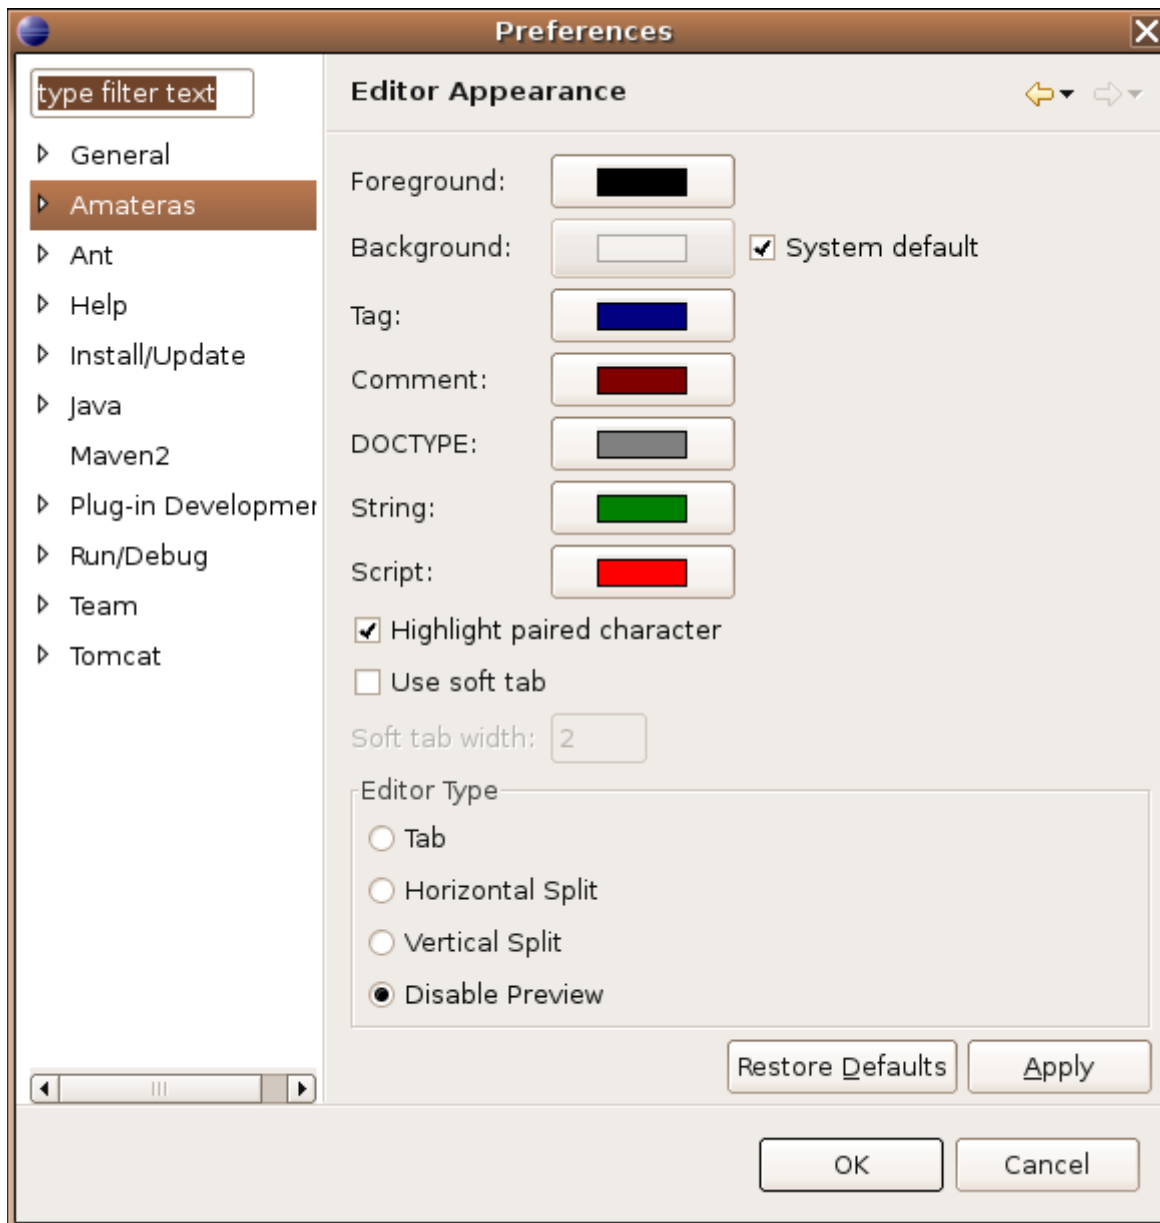 Preferences
type filter text
General
Amateras
Ant
Help
Install/Update
Java
Maven2
Plug-in Developmer
Run/Debug
Team
Tomcat
Editor Appearance
Foreground:
Background: System default
Tag:
Comment:
DOCTYPE:
String:
Script:
Highlight paired character
Use soft tab
Soft tab width: 2
Editor Type
Tab
Horizontal Split
Vertical Split
Disable Preview
Restore Defaults Apply
OK Cancel